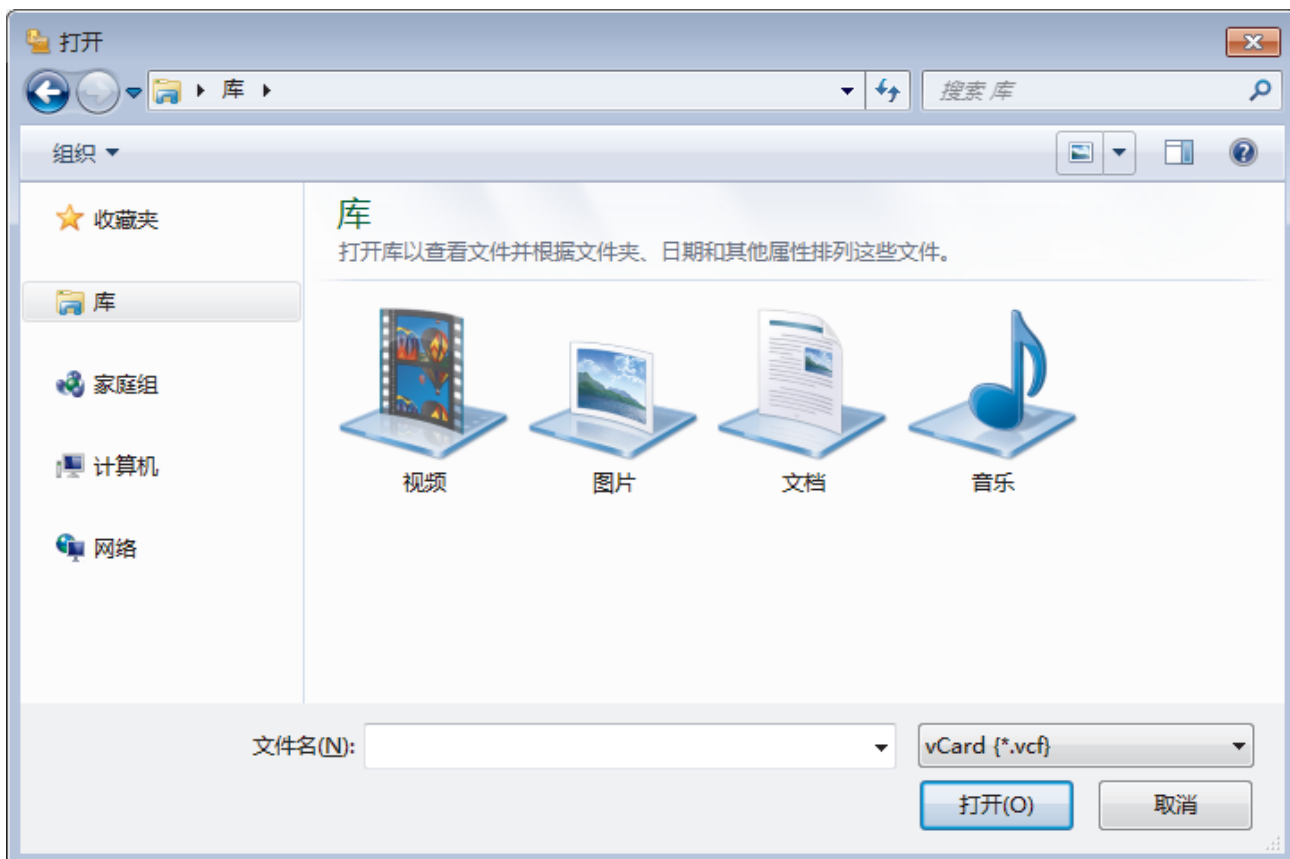 打开
库
搜索 库
组织
收藏夹
库
家庭组
计算机
网络
库
打开库以查看文件并根据文件夹、日期和其他属性排列这些文件。
视频
图片
文档
音乐
文件名(N):
vCard {*.vcf}
打开(O)
取消